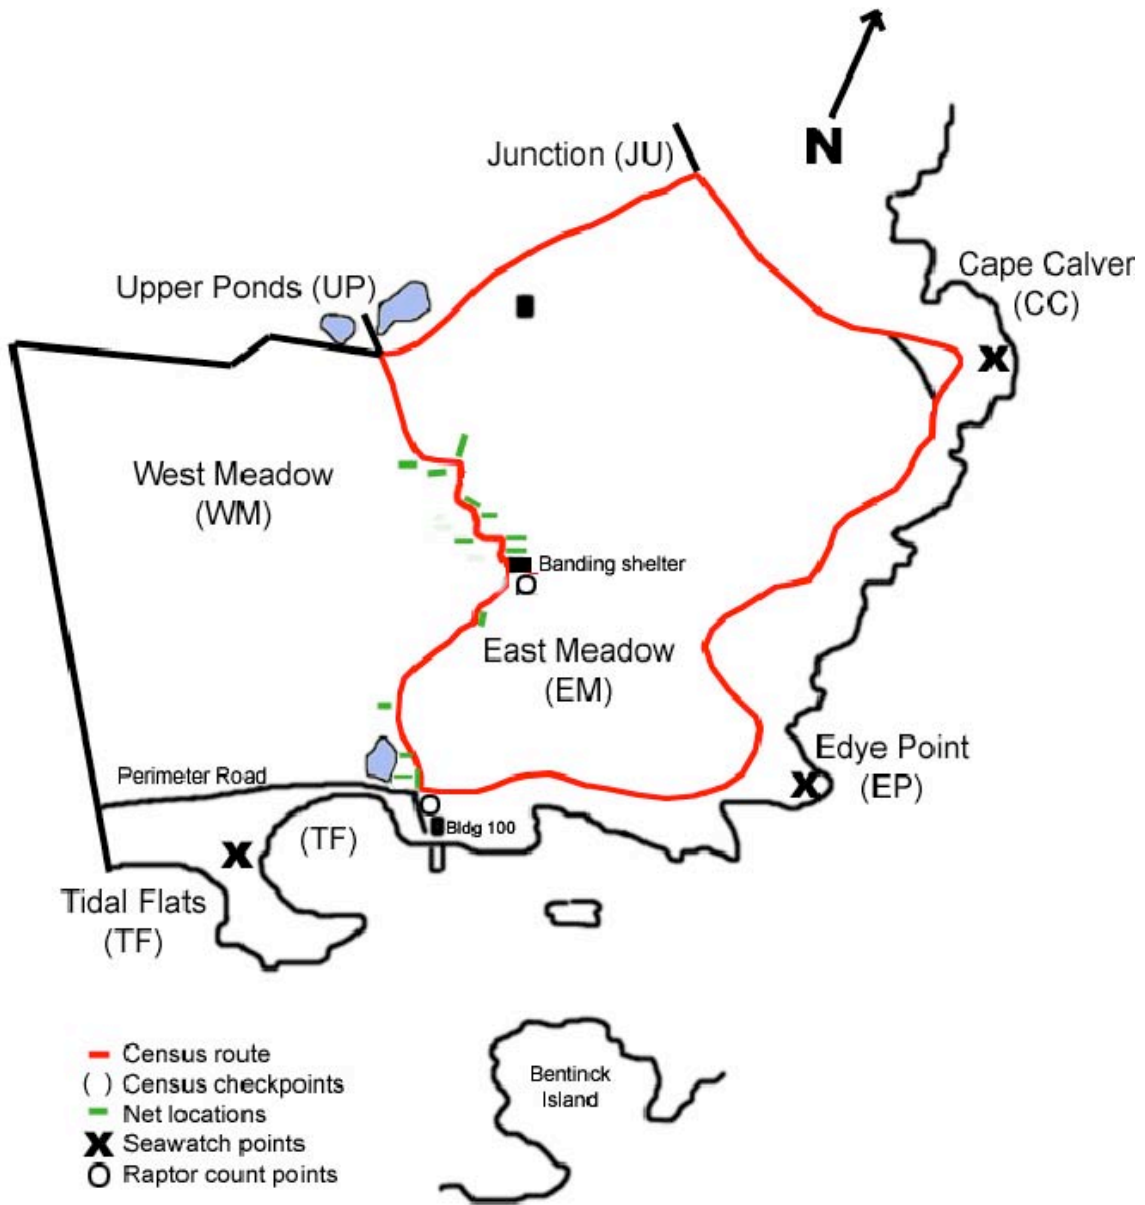 N
Junction (JU)
Cape Calver
(CC)
Upper Ponds (UP)
West Meadow
(WM)
Banding shelter
East Meadow
(EM)
Edye Point
(EP)
Perimeter Road
(TF)
Bldg 100
Tidal Flats
(TF)
Bentinck
Island
Census route
( ) Census checkpoints
Net locations
X Seawatch points
O Raptor count points